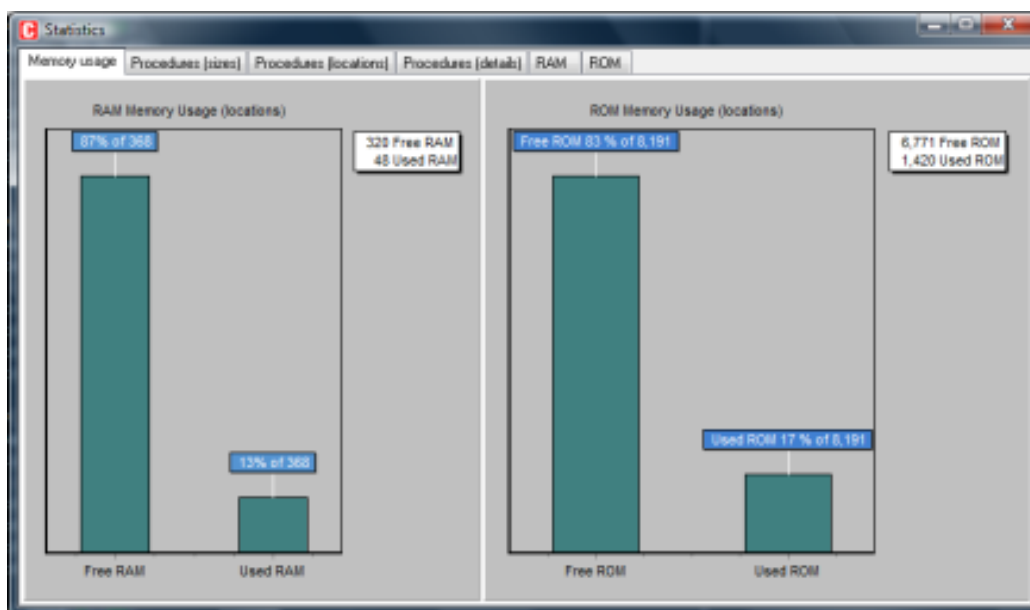 C Statistics
Memory usage Procedures (sizes) Procedures (locations) Procedures (details) RAM ROM
RAM Memory Usage (locations)
87% of 368
320 Free RAM
48 Used RAM
13% of 368
Free RAM Used RAM
ROM Memory Usage (locations)
Free ROM 83 % of 8,191
6,771 Free ROM
1,420 Used ROM
Used ROM 17 % of 8,191
Free ROM Used ROM